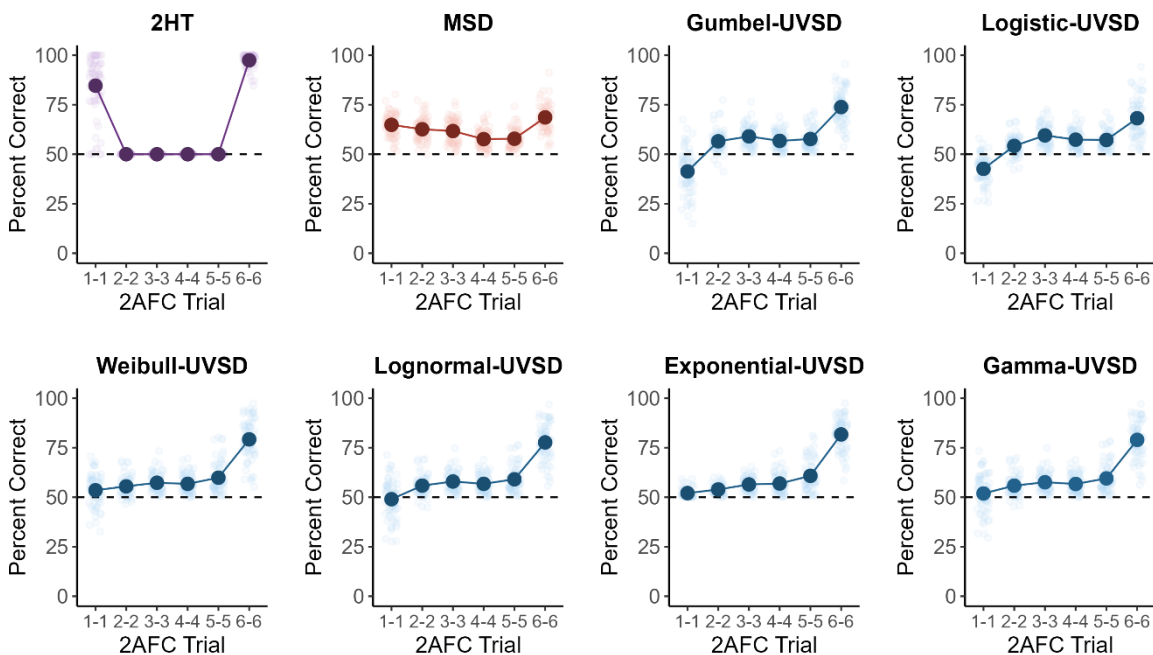 2HT
Percent Correct
100
75
50
25
0
1-1 2-2 3-3 4-4 5-5 6-6
2AFC Trial
MSD
Percent Correct
100
75
50
25
0
1-1 2-2 3-3 4-4 5-5 6-6
2AFC Trial
Gumbel-UVSD
Percent Correct
100
75
50
25
0
1-1 2-2 3-3 4-4 5-5 6-6
2AFC Trial
Logistic-UVSD
Percent Correct
100
75
50
25
0
1-1 2-2 3-3 4-4 5-5 6-6
2AFC Trial
Weibull-UVSD
Percent Correct
100
75
50
25
0
1-1 2-2 3-3 4-4 5-5 6-6
2AFC Trial
Lognormal-UVSD
Percent Correct
100
75
50
25
0
1-1 2-2 3-3 4-4 5-5 6-6
2AFC Trial
Exponential-UVSD
Percent Correct
100
75
50
25
0
1-1 2-2 3-3 4-4 5-5 6-6
2AFC Trial
Gamma-UVSD
Percent Correct
100
75
50
25
0
1-1 2-2 3-3 4-4 5-5 6-6
2AFC Trial